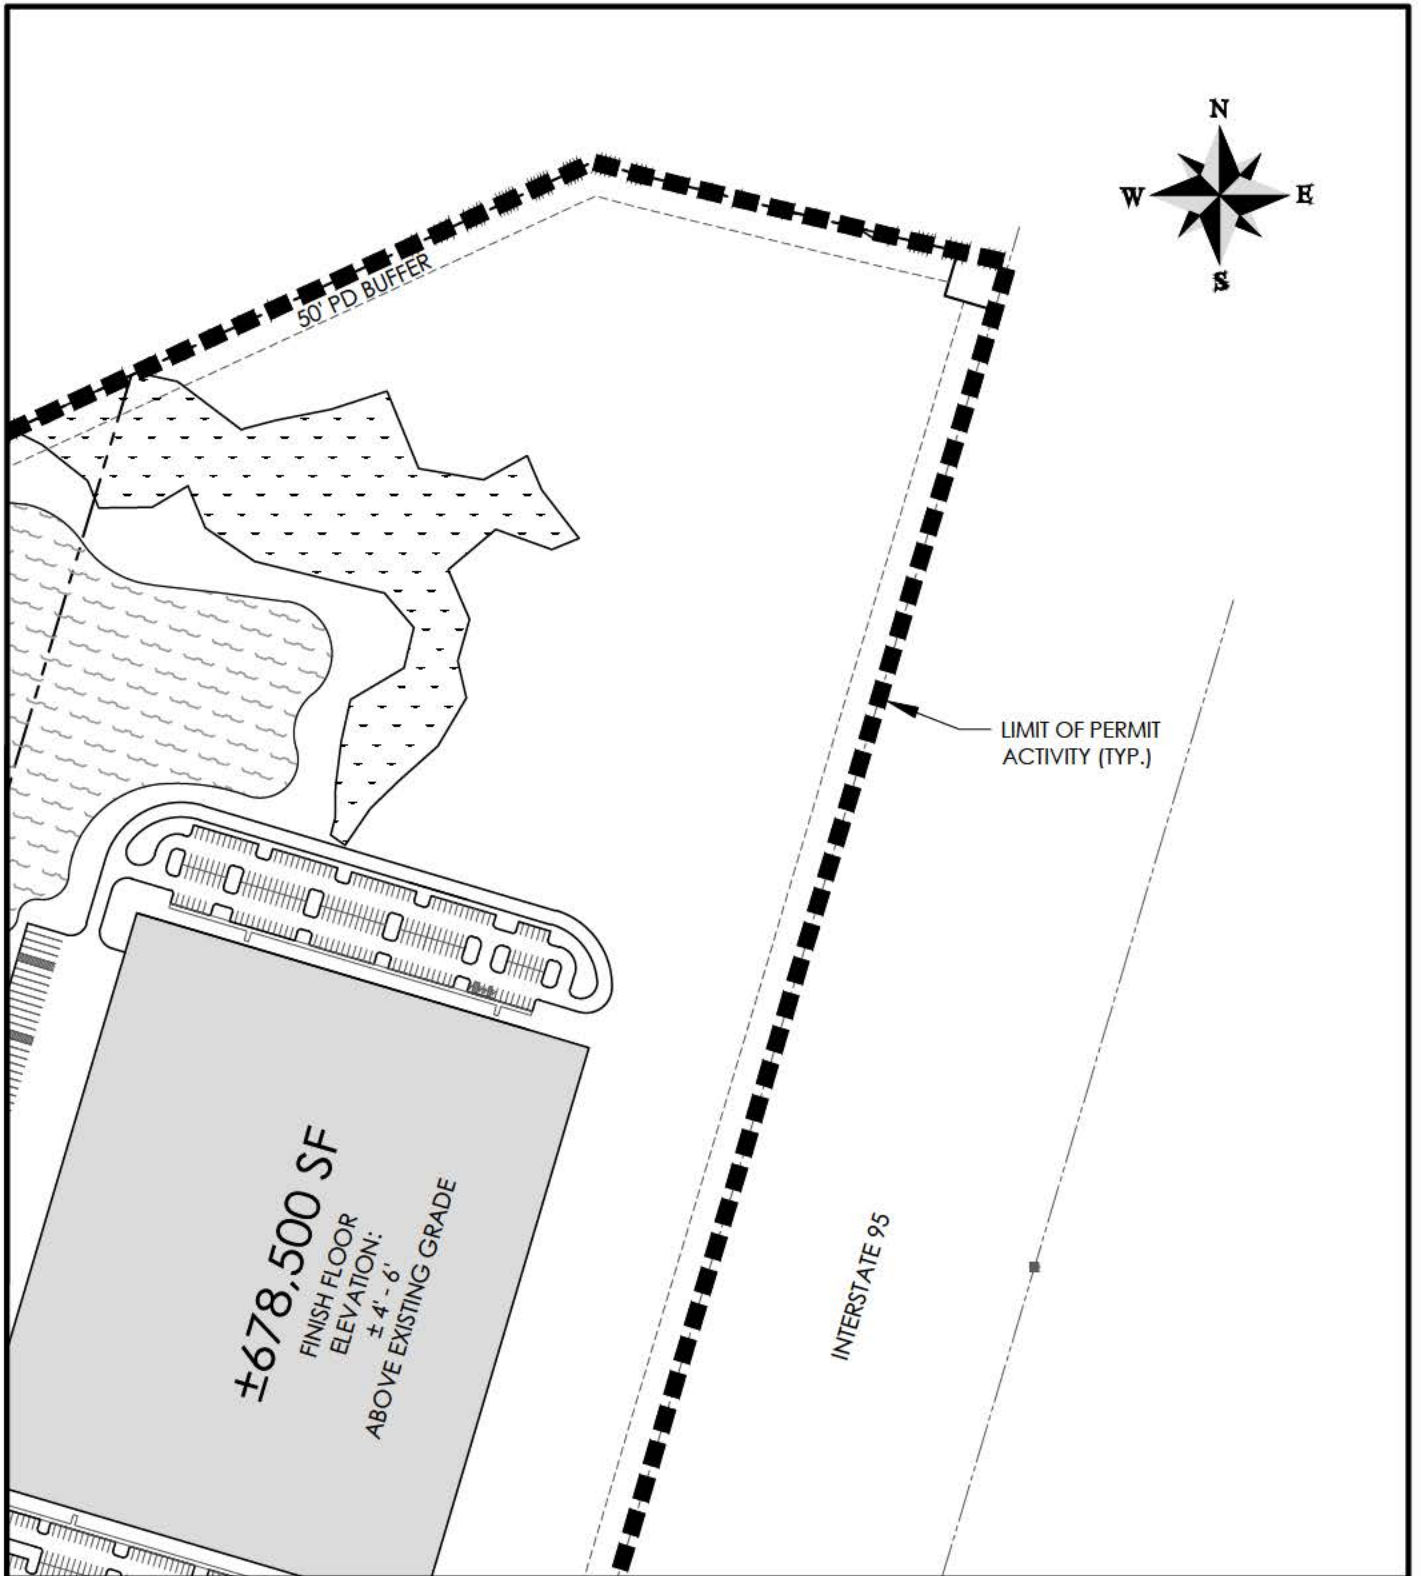 N
W
E
S
50' PD BUFFER
LIMIT OF PERMIT
ACTIVITY (TYP.)
±678,500 SF
FINISH FLOOR
ELEVATION:
± 4' - 6'
ABOVE EXISTING GRADE
INTERSTATE 95